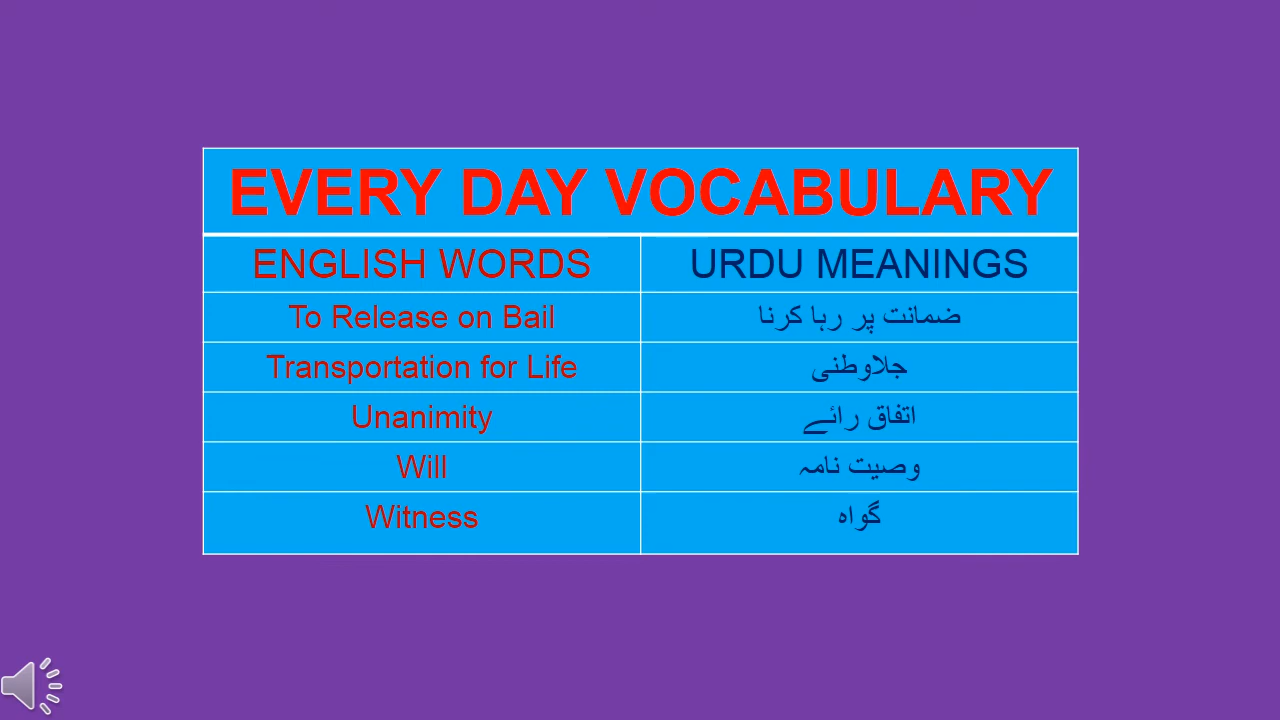 EVERY DAY VOCABULARY
ENGLISH WORDS URDU MEANINGS
To Release on Bail ضمانت پر رہا کرنا
Transportation for Life جلاوطنی
Unanimity اتفاق رائے
Will وصیت نامہ
Witness گواہ